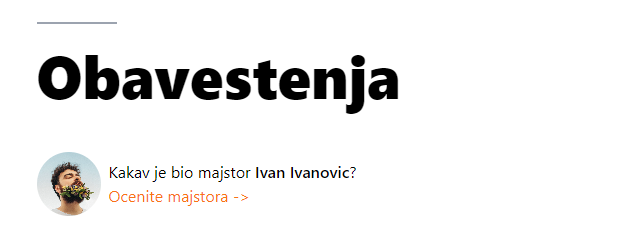 Obavestenja
Kakav je bio majstor Ivan Ivanovic?
Ocenite majstora ->